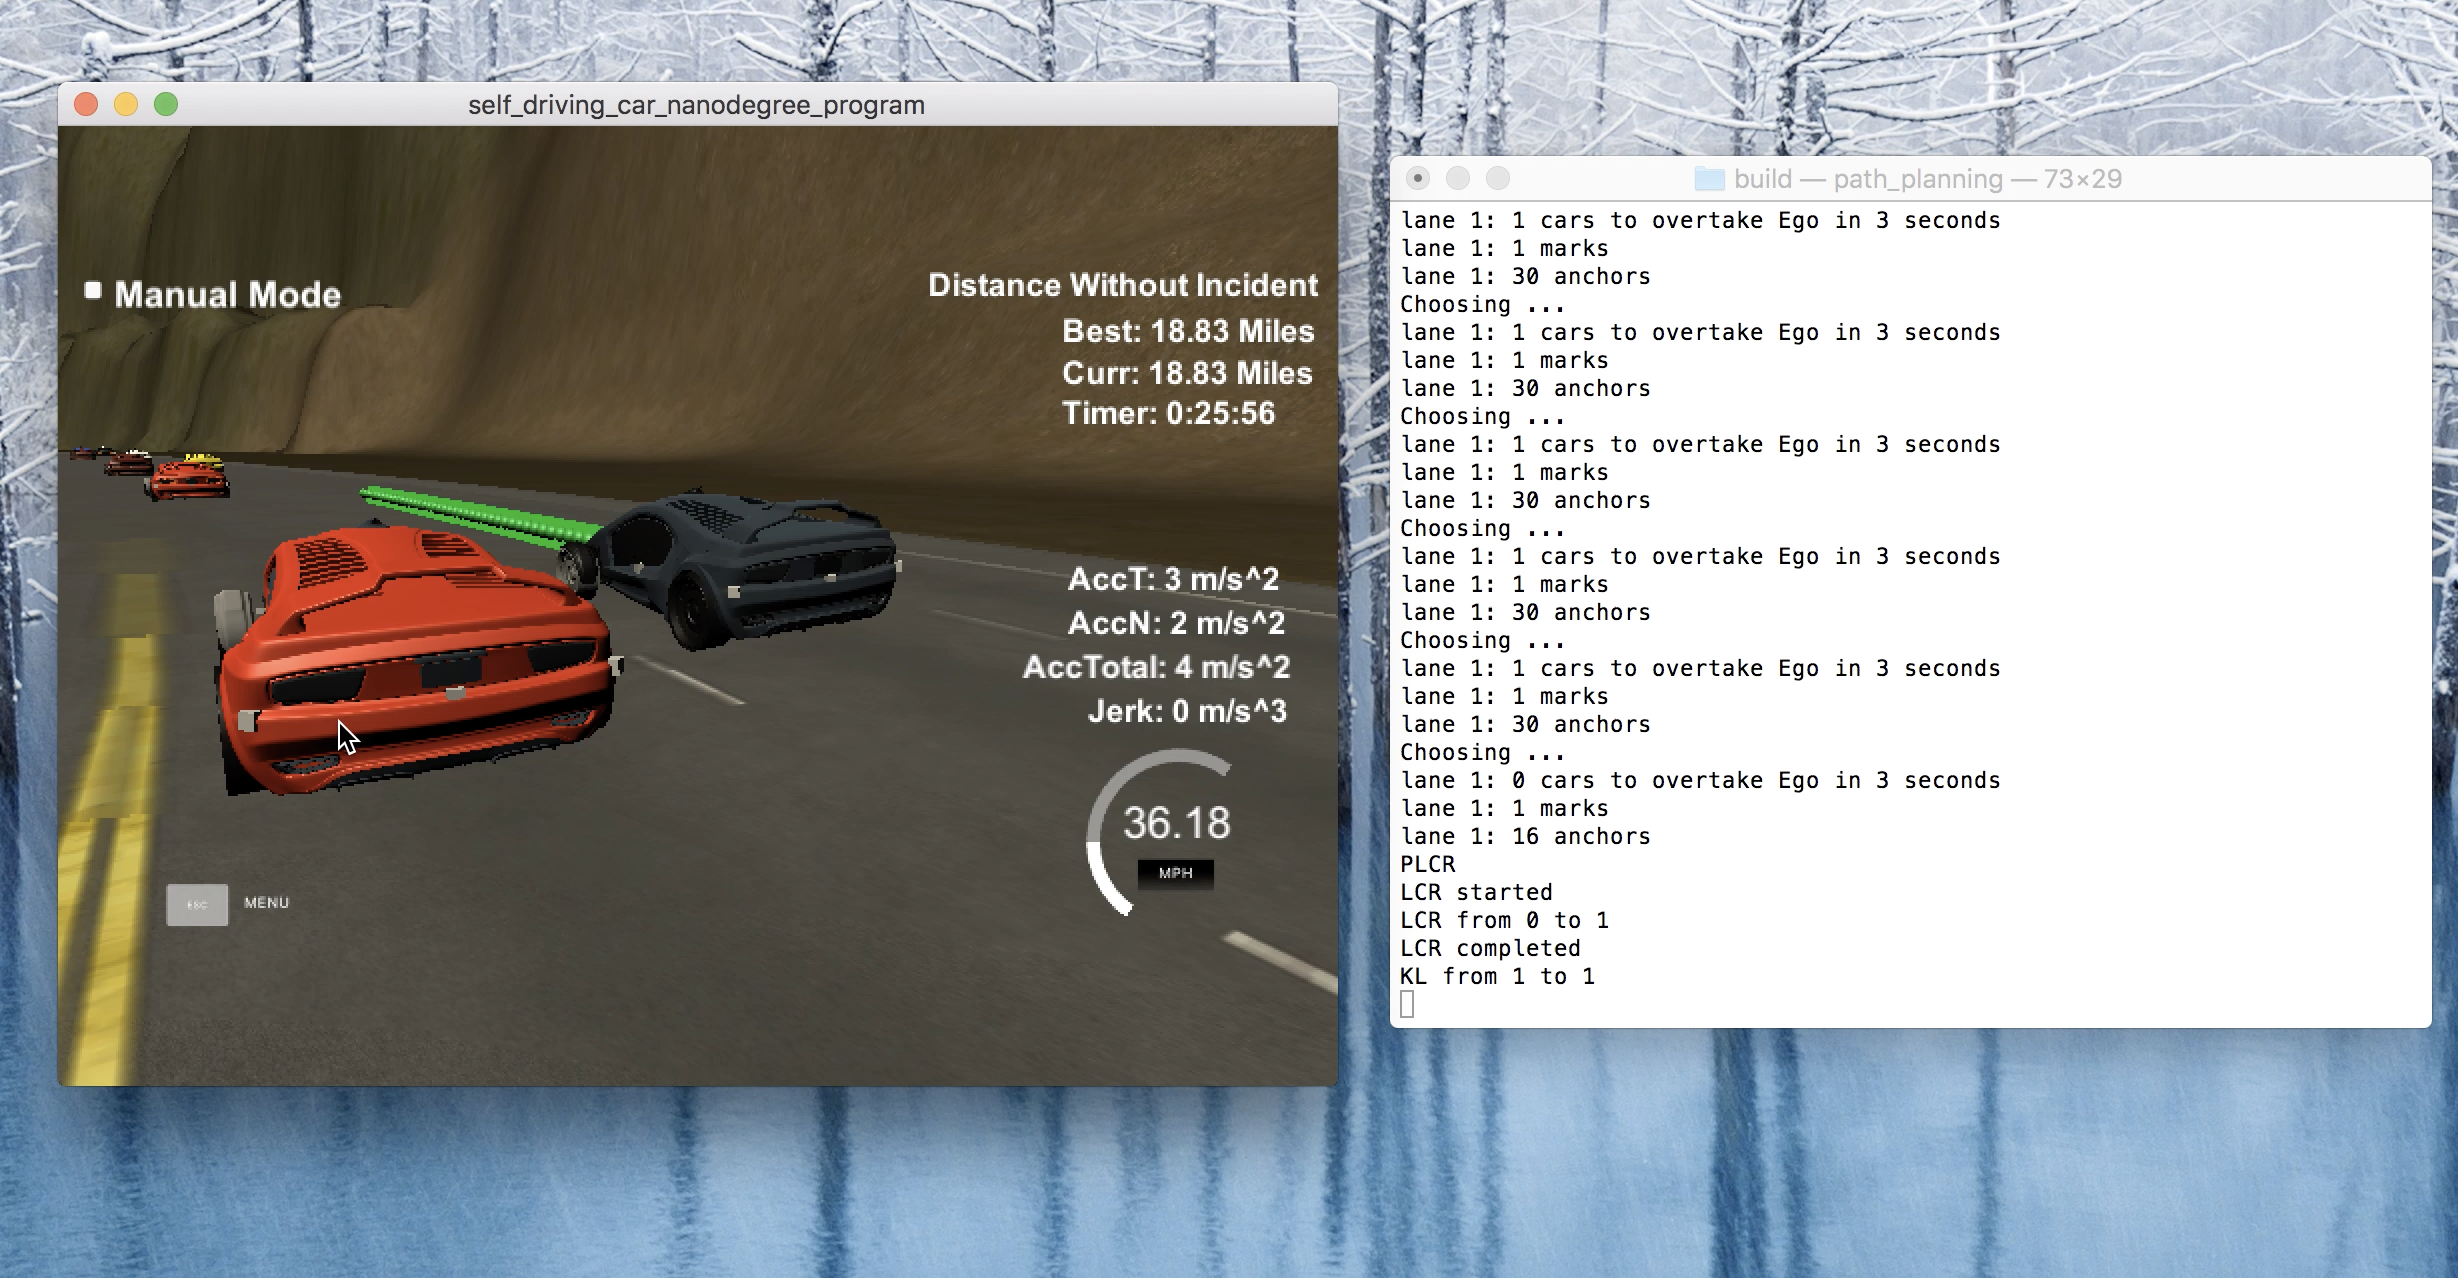 self_driving_car_nanodegree_program
Manual Mode
Distance Without Incident
Best: 18.83 Miles
Curr: 18.83 Miles
Timer: 0:25:56
AccT: 3 m/s^2
AccN: 2 m/s^2
AccTotal: 4 m/s^2
Jerk: 0 m/s^3
36.18
MPH
ESC MENU
build — path_planning — 73×29
lane 1: 1 cars to overtake Ego in 3 seconds
lane 1: 1 marks
lane 1: 30 anchors
Choosing ...
lane 1: 1 cars to overtake Ego in 3 seconds
lane 1: 1 marks
lane 1: 30 anchors
Choosing ...
lane 1: 1 cars to overtake Ego in 3 seconds
lane 1: 1 marks
lane 1: 30 anchors
Choosing ...
lane 1: 1 cars to overtake Ego in 3 seconds
lane 1: 1 marks
lane 1: 30 anchors
Choosing ...
lane 1: 1 cars to overtake Ego in 3 seconds
lane 1: 1 marks
lane 1: 30 anchors
Choosing ...
lane 1: 0 cars to overtake Ego in 3 seconds
lane 1: 1 marks
lane 1: 16 anchors
PLCR
LCR started
LCR from 0 to 1
LCR completed
KL from 1 to 1